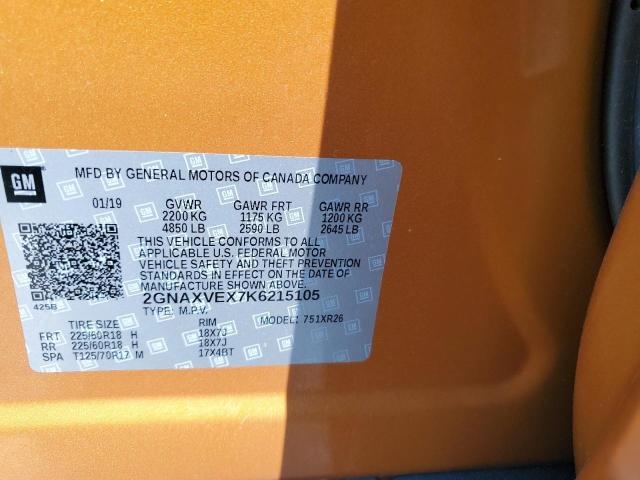 GM
MFD BY GENERAL MOTORS OF CANADA COMPANY
01/19 GVWR GAWR FRT GAWR RR
2200 KG 1175 KG 1200 KG
4850 LB 2590 LB 2645 LB
THIS VEHICLE CONFORMS TO ALL
APPLICABLE U.S. FEDERAL MOTOR
VEHICLE SAFETY AND THEFT PREVENTION
STANDARDS IN EFFECT ON THE DATE OF
MANUFACTURE SHOWN ABOVE.
425B 2GNAXVEX7K6215105
TYPE: M.P.V. MODEL: 751XR26
TIRE SIZE RIM
FRT 225/60R18 H 18X7J
RR 225/60R18 H 18X7J
SPA T125/70R17 M 17X4BT